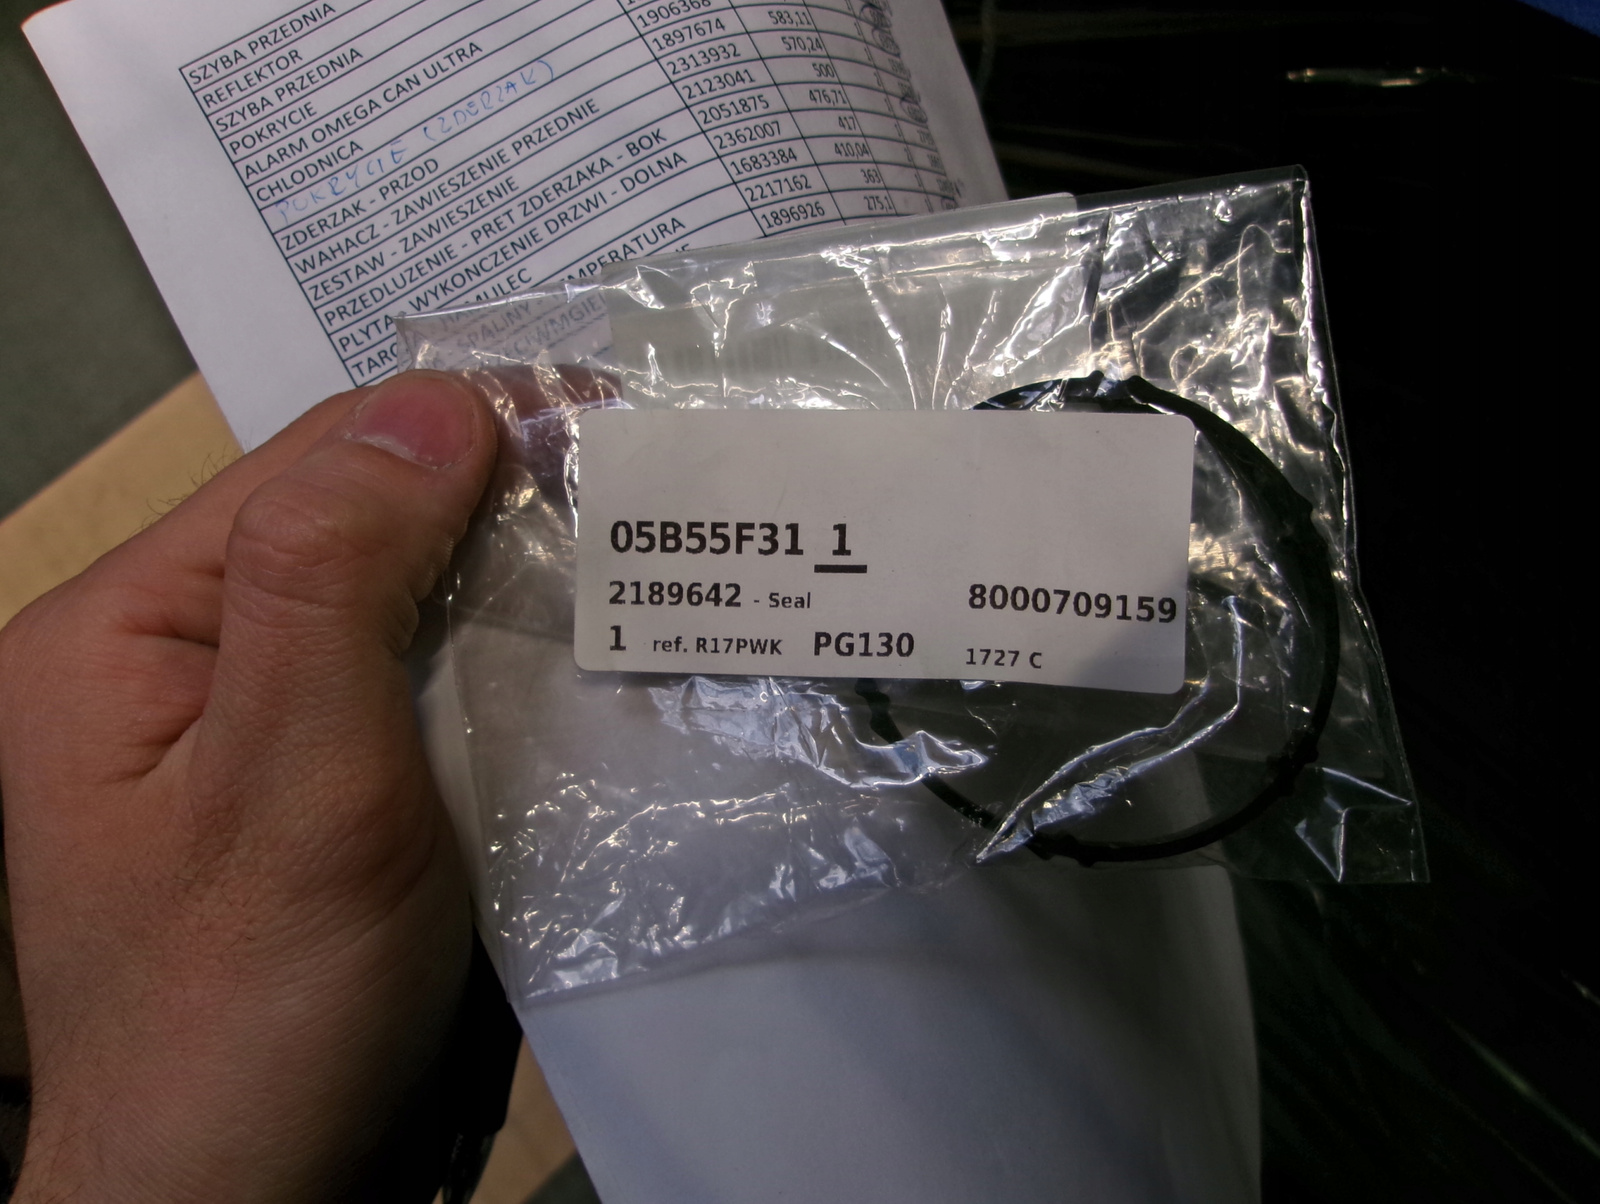 SZYBA PRZEDNIA
REFLEKTOR
SZYBA PRZEDNIA
POKRYCIE
ALARM OMEGA CAN ULTRA
CHLODNICA
POKRYCIE (ZDERZAK)
ZDERZAK - PRZOD
WAHACZ - ZAWIESZENIE PRZEDNIE
ZESTAW - ZAWIESZENIE
PRZEDLUZENIE - PRET ZDERZAKA - BOK
PLYTA - WYKONCZENIE DRZWI - DOLNA
1906368 583,11
1897674 570,24
2313932 500
2123041 476,71
2051875 417
2362007 410,04
1683384 363
2217162 275,1
1896926
05B55F31 1
2189642 - Seal 8000709159
1 ref. R17PWK PG130 1727 C